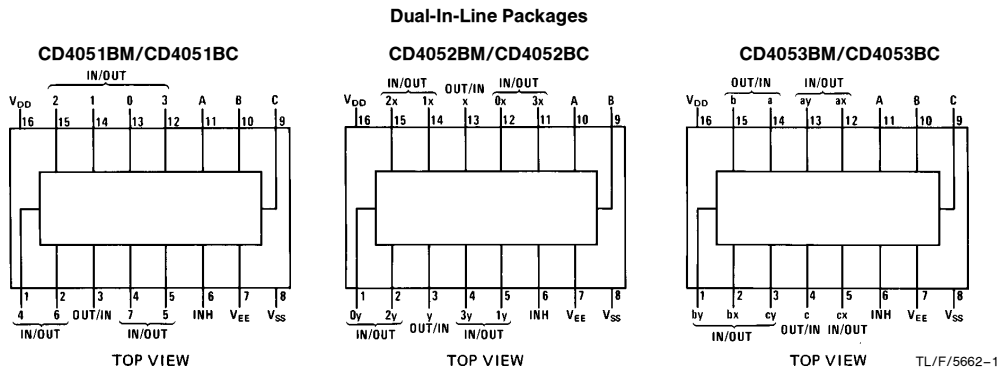 Dual-In-Line Packages
CD4051BM/CD4051BC
IN/OUT
VDD 2 1 0 3 A B C
16 15 14 13 12 11 10 9
1 2 3 4 5 6 7 8
4 6 OUT/IN 7 5 INH VEE VSS
IN/OUT IN/OUT
TOP VIEW
CD4052BM/CD4052BC
IN/OUT OUT/IN IN/OUT
VDD 2x 1x x 0x 3x A B
16 15 14 13 12 11 10 9
1 2 3 4 5 6 7 8
0y 2y y 3y 1y INH VEE VSS
IN/OUT OUT/IN IN/OUT
TOP VIEW
CD4053BM/CD4053BC
OUT/IN IN/OUT
VDD b a ay ax A B C
16 15 14 13 12 11 10 9
1 2 3 4 5 6 7 8
by bx cy c cx INH VEE VSS
IN/OUT OUT/IN IN/OUT
TOP VIEW
TL/F/5662–1